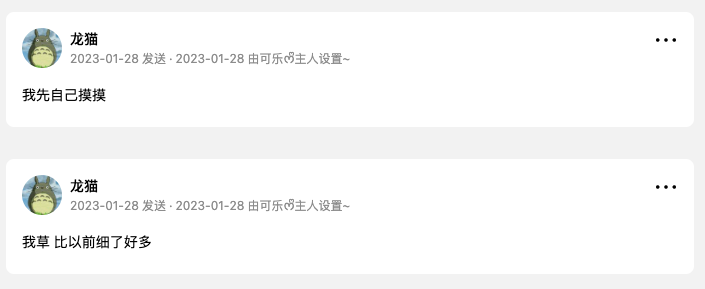 龙猫
2023-01-28 发送 · 2023-01-28 由可乐ෆ主人设置~
我先自己摸摸
龙猫
2023-01-28 发送 · 2023-01-28 由可乐ෆ主人设置~
我草 比以前细了好多